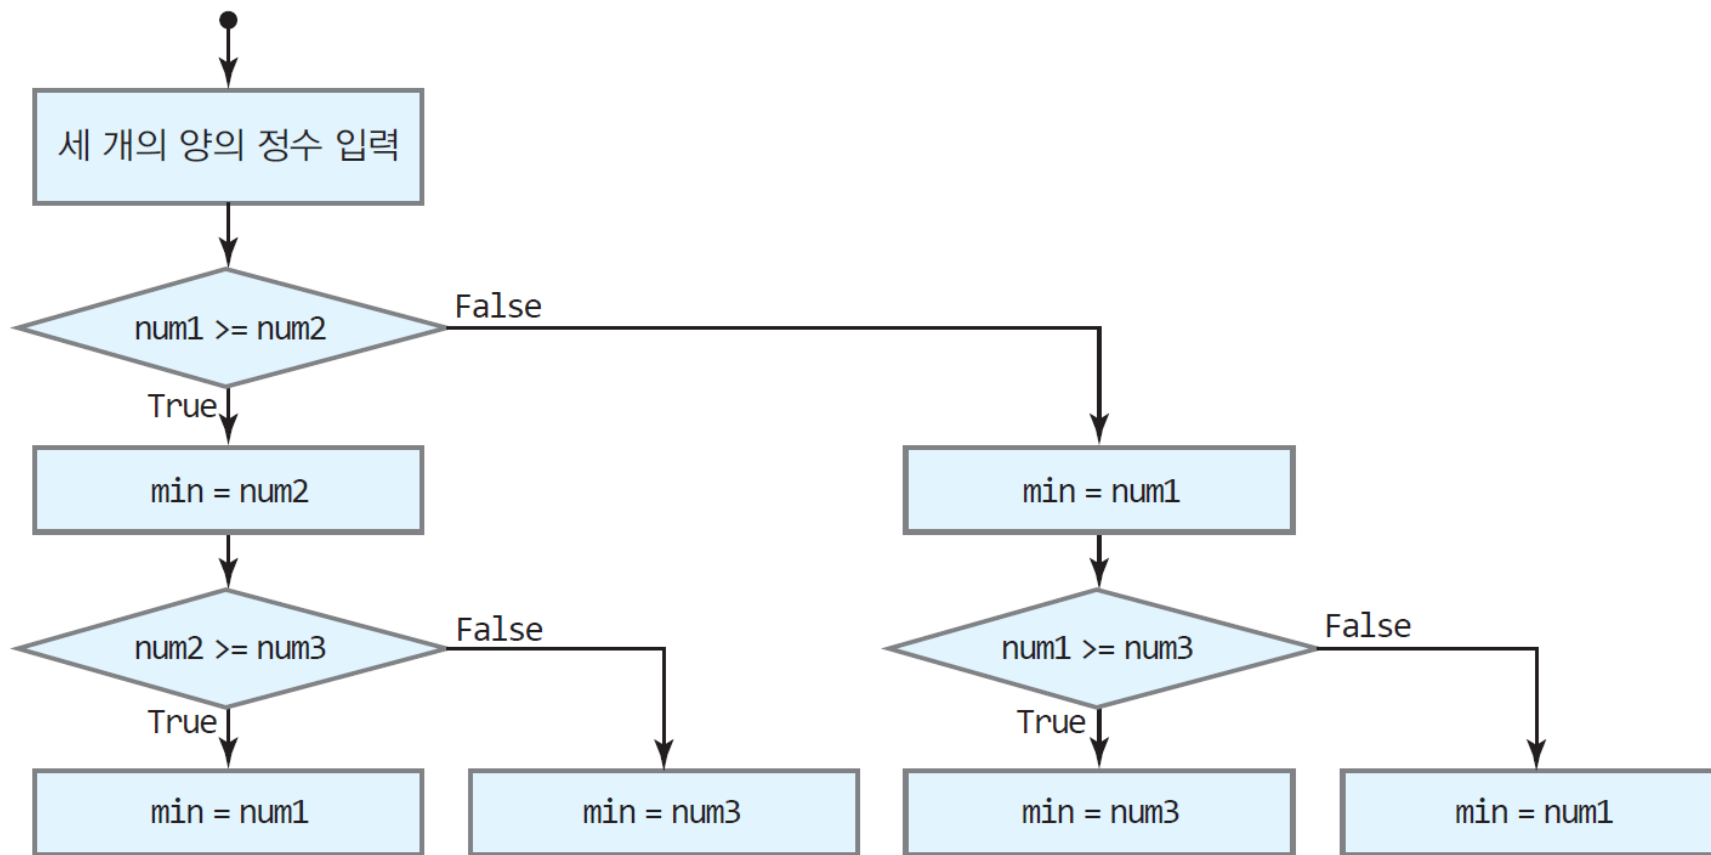 세 개의 양의 정수 입력
num1 >= num2
False
True
min = num2
min = num1
num2 >= num3
False
num1 >= num3
False
True
True
min = num1
min = num3
min = num3
min = num1